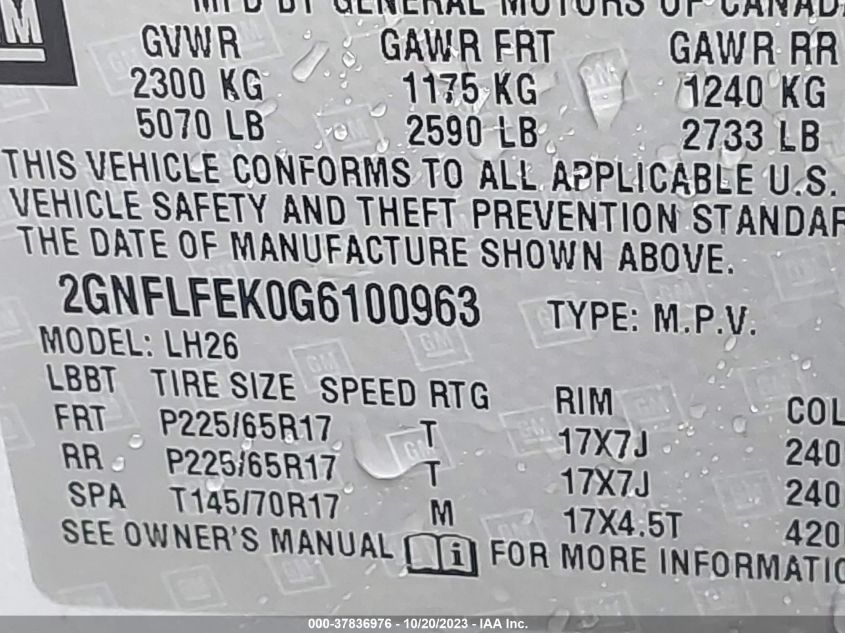 MFD BY GENERAL MOTORS OF CANADA
GM
GVWR GAWR FRT GAWR RR
2300 KG 1175 KG 1240 KG
5070 LB 2590 LB 2733 LB
THIS VEHICLE CONFORMS TO ALL APPLICABLE U.S.
VEHICLE SAFETY AND THEFT PREVENTION STANDAR
THE DATE OF MANUFACTURE SHOWN ABOVE.
2GNFLFEK0G6100963 TYPE: M.P.V.
MODEL: LH26
LBBT TIRE SIZE SPEED RTG RIM COL
FRT P225/65R17 T 17X7J 240
RR P225/65R17 T 17X7J 240
SPA T145/70R17 M 17X4.5T 420
SEE OWNER'S MANUAL i FOR MORE INFORMATIO
000-37836976 - 10/20/2023 - IAA Inc.